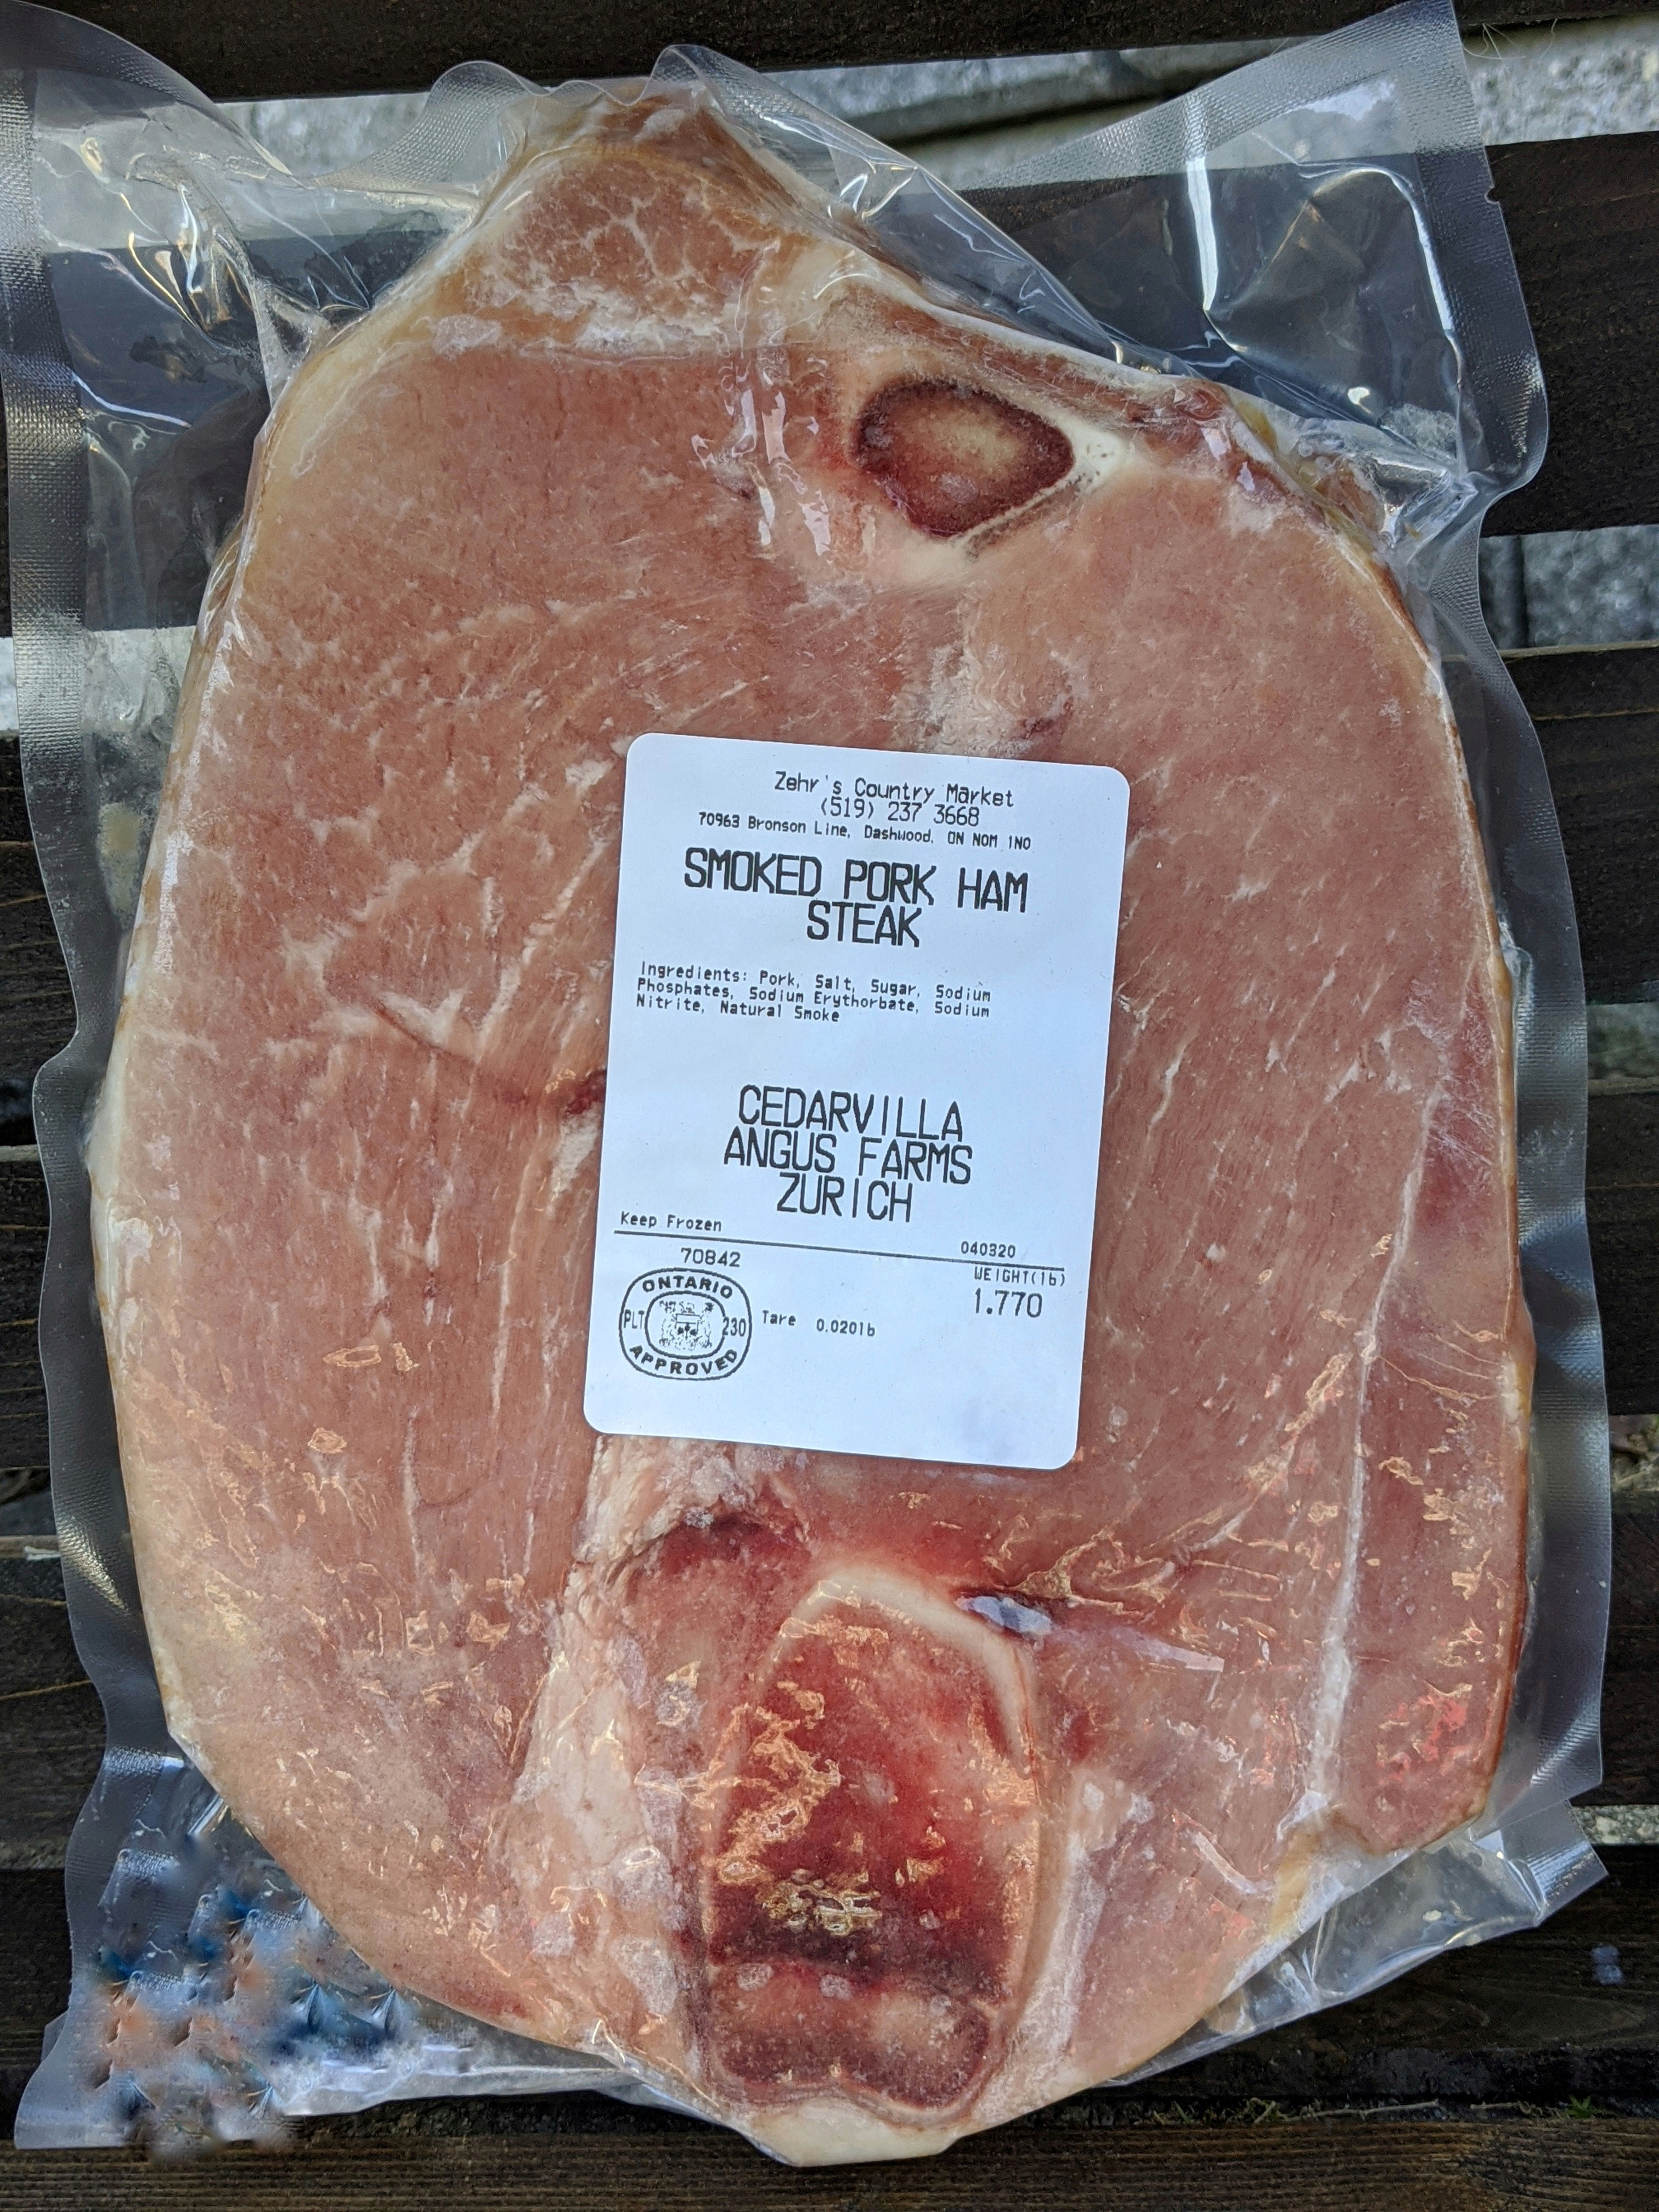 Zehr's Country Market
(519) 237 3668
70963 Bronson Line, Dashwood, ON N0M 1N0
SMOKED PORK HAM
STEAK
Ingredients: Pork, Salt, Sugar, Sodium
Phosphates, Sodium Erythorbate, Sodium
Nitrite, Natural Smoke
CEDARVILLA
ANGUS FARMS
ZURICH
Keep Frozen
040320
70842
WEIGHT(lb)
1.770
ONTARIO
PLT 230
APPROVED
Tare 0.020lb